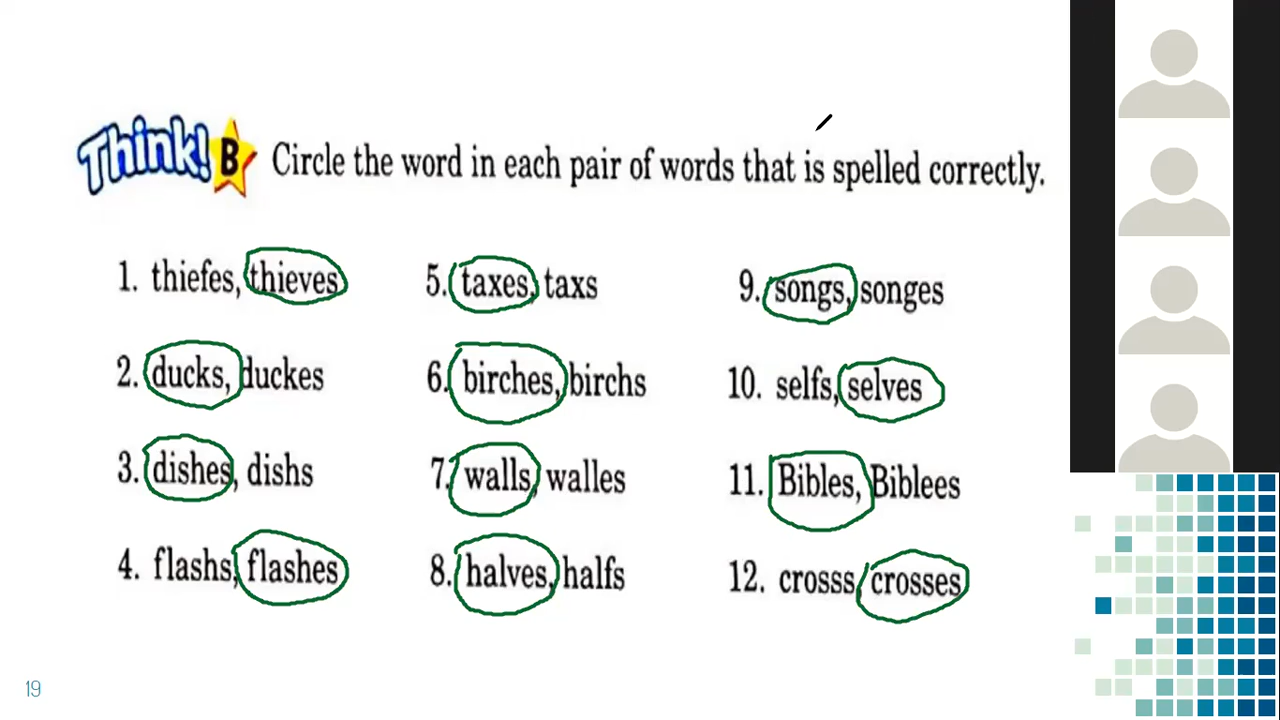 Think! B Circle the word in each pair of words that is spelled correctly.
1. thiefes, thieves
2. ducks, duckes
3. dishes, dishs
4. flashs, flashes
5. taxes, taxs
6. birches, birchs
7. walls, walles
8. halves, halfs
9. songs, songes
10. selfs, selves
11. Bibles, Biblees
12. crosss, crosses
19